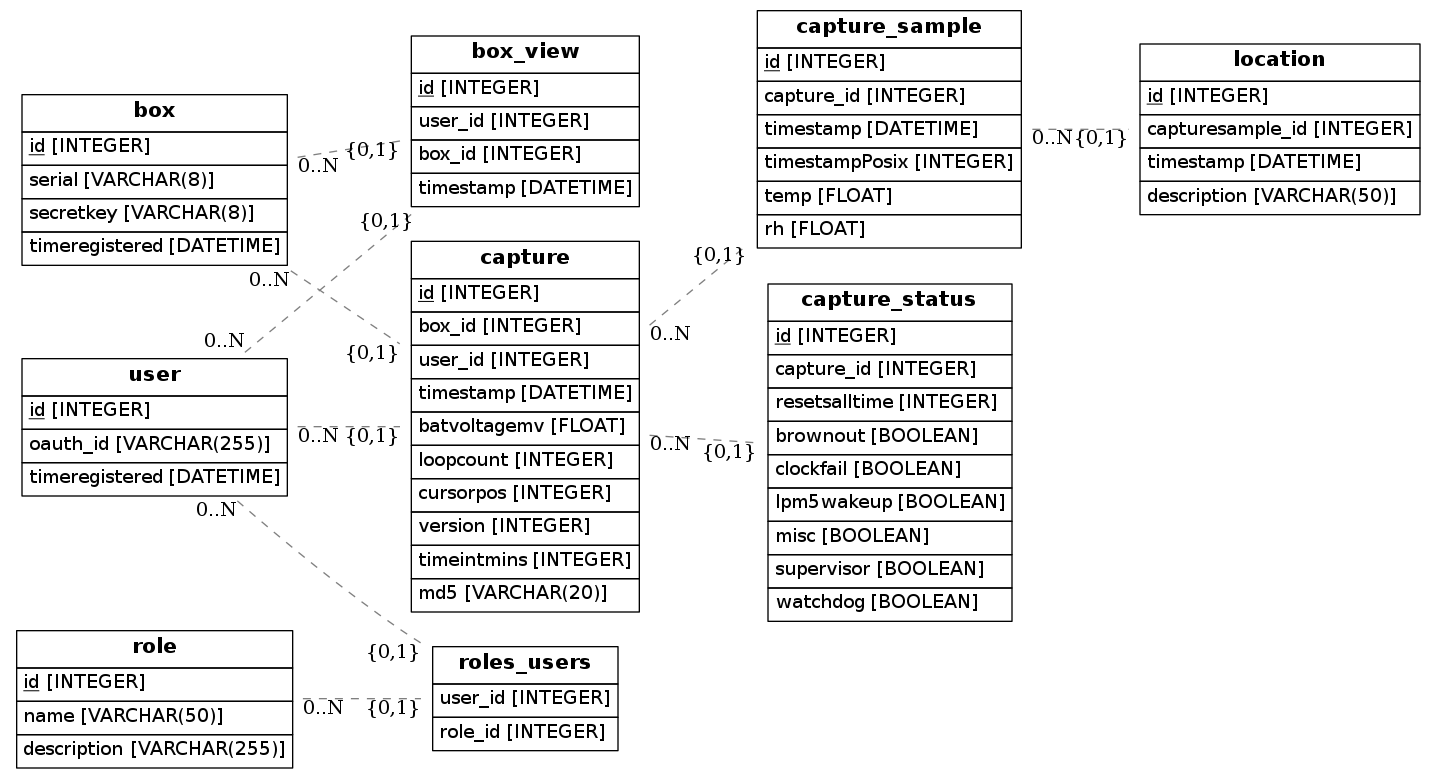 box
id [INTEGER]
serial [VARCHAR(8)]
secretkey [VARCHAR(8)]
timeregistered [DATETIME]
0..N
{0,1}
box_view
id [INTEGER]
user_id [INTEGER]
box_id [INTEGER]
timestamp [DATETIME]
{0,1}
0..N
0..N
{0,1}
user
id [INTEGER]
oauth_id [VARCHAR(255)]
timeregistered [DATETIME]
0..N {0,1}
0..N
{0,1}
capture
id [INTEGER]
box_id [INTEGER]
user_id [INTEGER]
timestamp [DATETIME]
batvoltagemv [FLOAT]
loopcount [INTEGER]
cursorpos [INTEGER]
version [INTEGER]
timeintmins [INTEGER]
md5 [VARCHAR(20)]
role
id [INTEGER]
name [VARCHAR(50)]
description [VARCHAR(255)]
0..N {0,1}
roles_users
user_id [INTEGER]
role_id [INTEGER]
{0,1}
0..N
0..N
{0,1}
capture_sample
id [INTEGER]
capture_id [INTEGER]
timestamp [DATETIME]
timestampPosix [INTEGER]
temp [FLOAT]
rh [FLOAT]
0..N{0,1}
capture_status
id [INTEGER]
capture_id [INTEGER]
resetsalltime [INTEGER]
brownout [BOOLEAN]
clockfail [BOOLEAN]
lpm5wakeup [BOOLEAN]
misc [BOOLEAN]
supervisor [BOOLEAN]
watchdog [BOOLEAN]
location
id [INTEGER]
capturesample_id [INTEGER]
timestamp [DATETIME]
description [VARCHAR(50)]